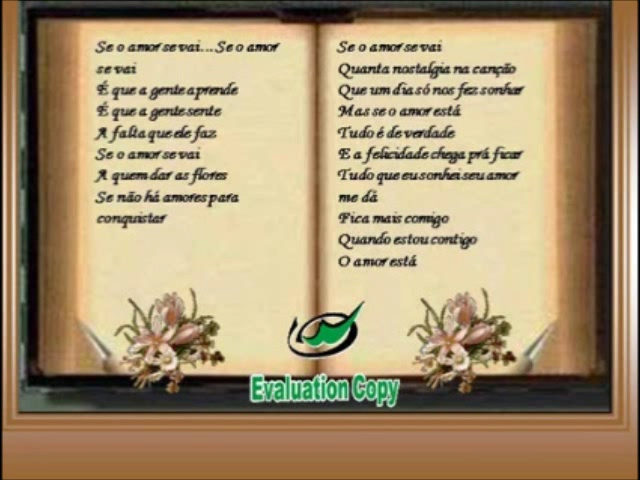 Se o amor se vai...Se o amor
se vai
É que a gente aprende
É que a gente sente
A falta que ele faz
Se o amor se vai
A quem dar as flores
Se não há amores para
conquistar
Se o amor se vai
Quanta nostalgia na canção
Que um dia só nos fez sonhar
Mas se o amor está
Tudo é de verdade
E a felicidade chega prá ficar
Tudo que eu sonhei seu amor
me dá
Fica mais comigo
Quando estou contigo
O amor está
Evaluation Copy